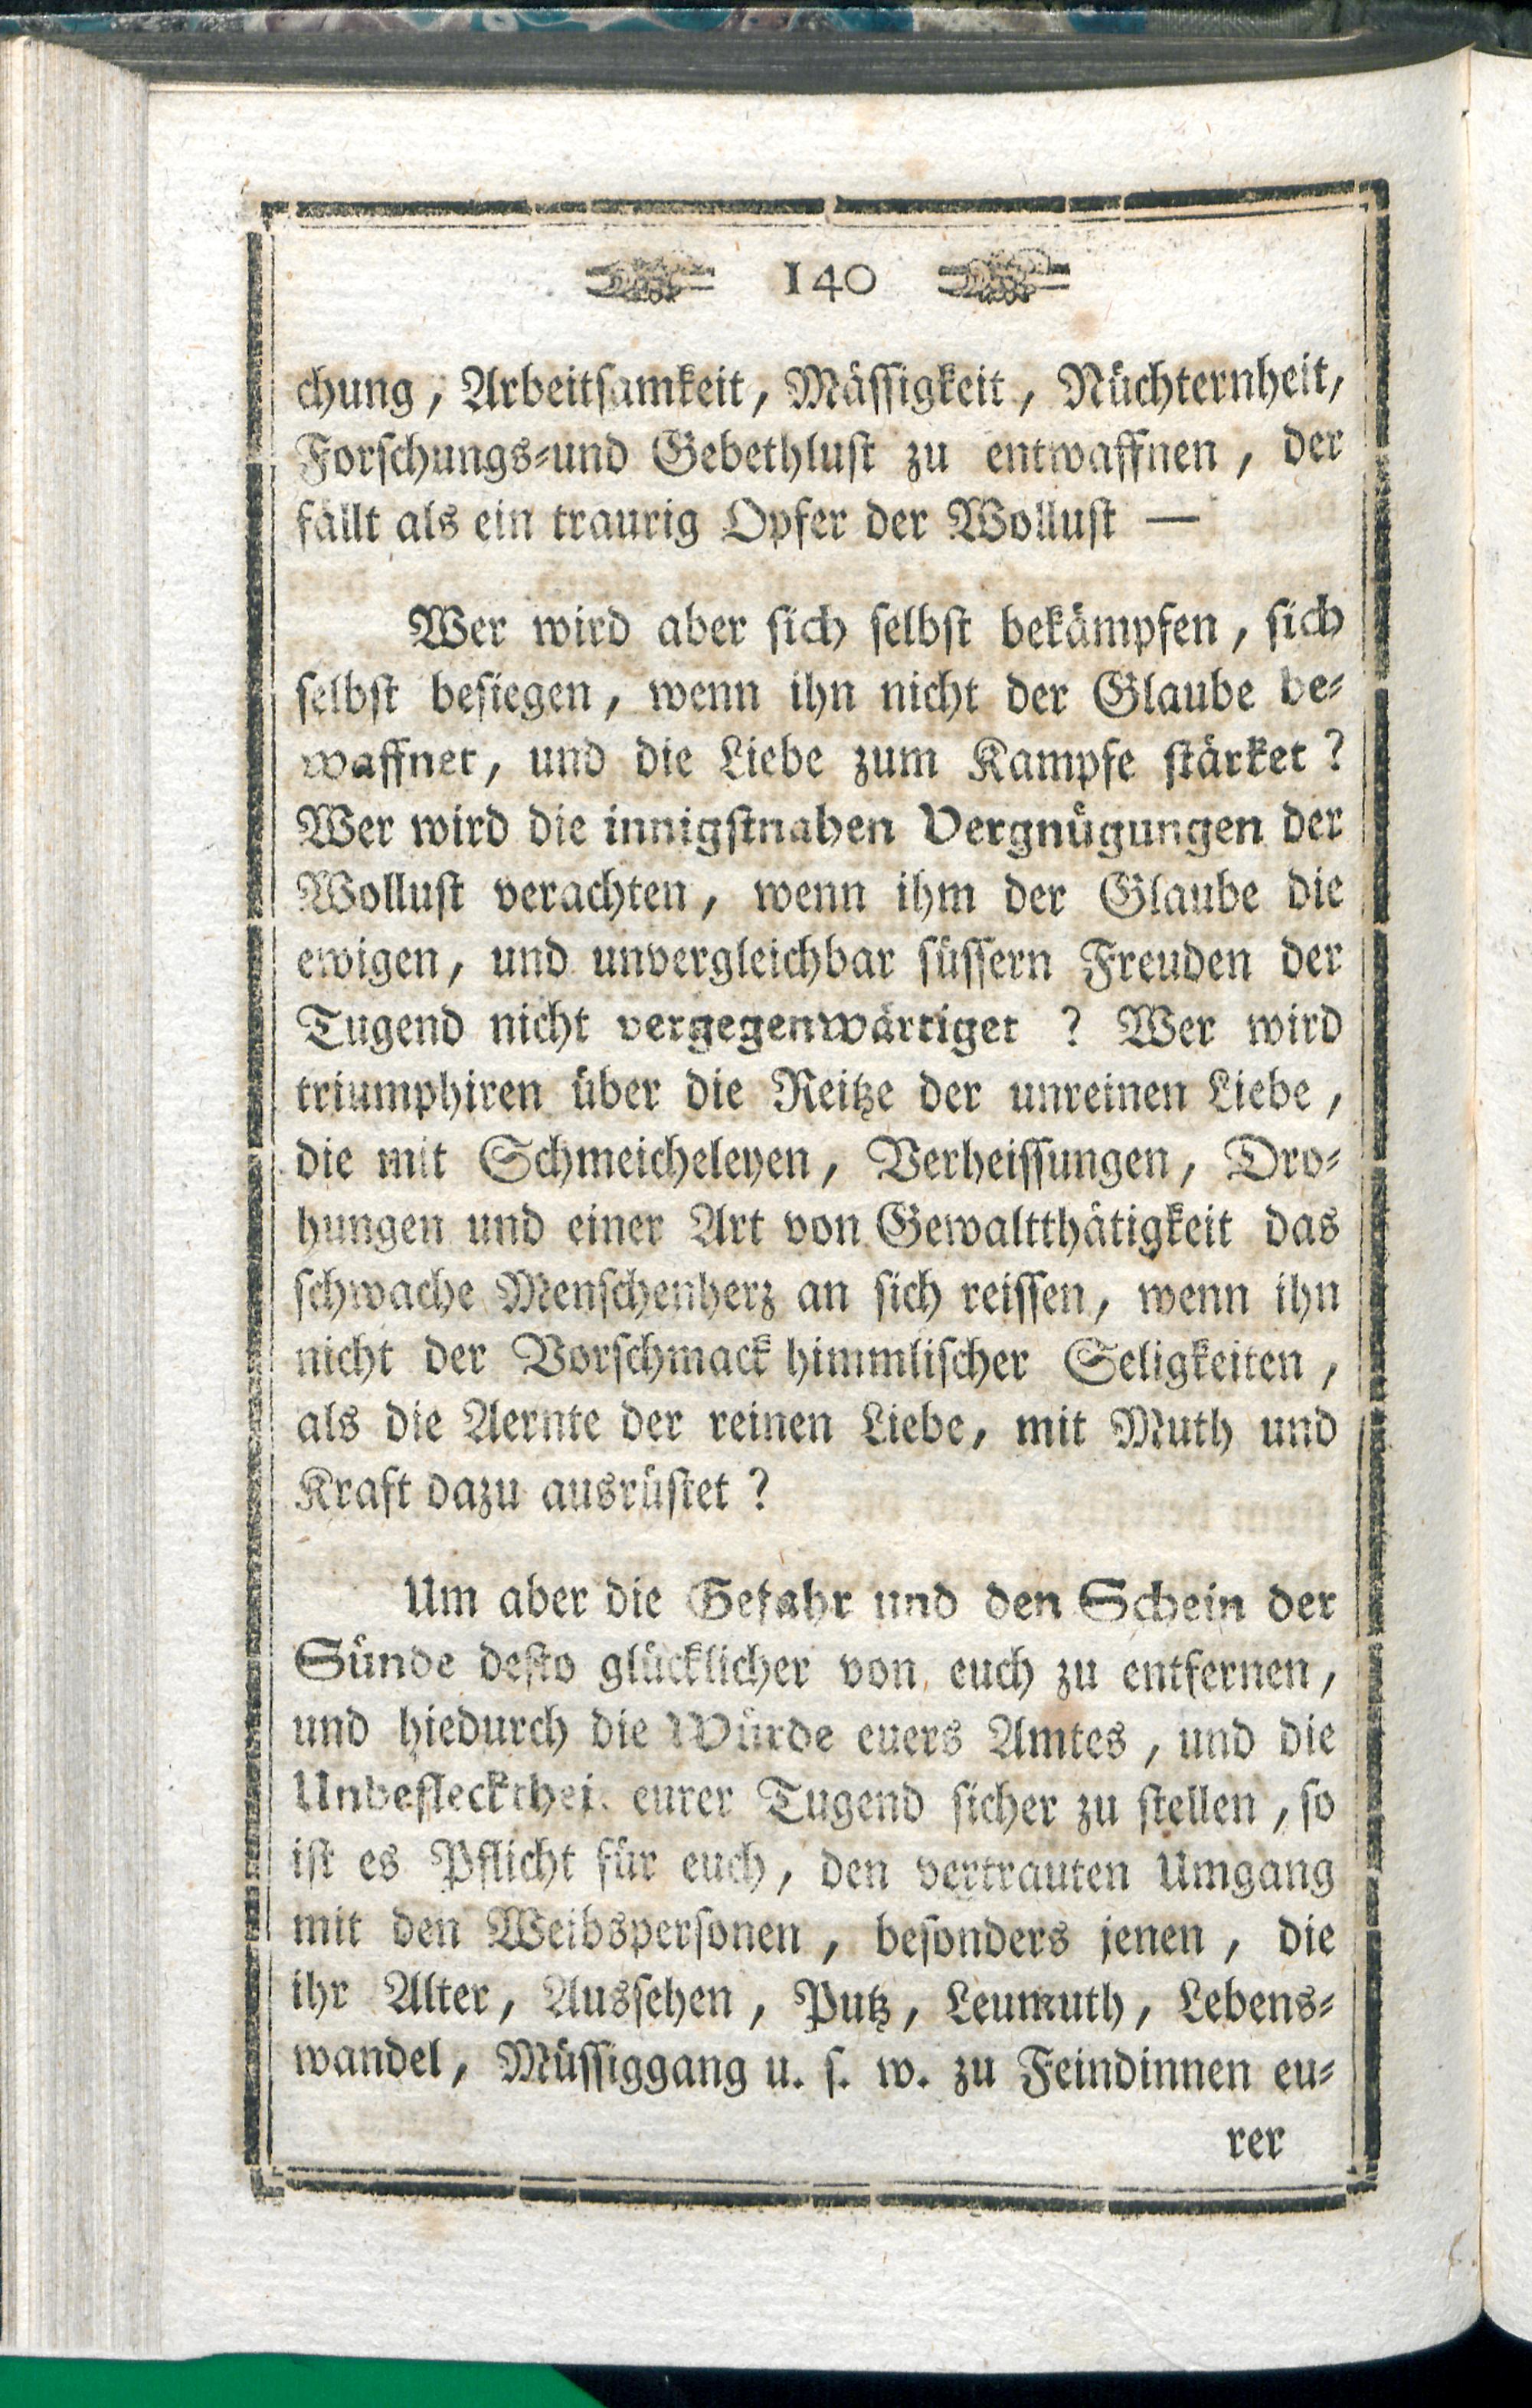 140
chung, Arbeitsamkeit, Mässigkeit, Nüchternheit,
Forschungs=und Gebethlust zu entwaffnen, der
fällt als ein traurig Opfer der Wollust —
Wer wird aber sich selbst bekämpfen, sich
selbst besiegen, wenn ihn nicht der Glaube be=
waffnet, und die Liebe zum Kampfe stärket?
Wer wird die innigstnahen Vergnügungen der
Wollust verachten, wenn ihm der Glaube die
ewigen, und unvergleichbar süssern Freuden der
Tugend nicht vergegenwärtiget? Wer wird
triumphiren über die Reitze der unreinen Liebe,
die mit Schmeicheleyen, Verheissungen, Dro=
hungen und einer Art von Gewaltthätigkeit das
schwache Menschenherz an sich reissen, wenn ihn
nicht der Vorschmack himmlischer Seligkeiten,
als die Aernte der reinen Liebe, mit Muth und
Kraft dazu ausrüstet?
Um aber die Gefahr und den Schein der
Sünde desto glücklicher von euch zu entfernen,
und hiedurch die Würde euers Amtes, und die
Unbeflecktheit eurer Tugend sicher zu stellen, so
ist es Pflicht für euch, den vertrauten Umgang
mit den Weibspersonen, besonders jenen, die
ihr Alter, Aussehen, Putz, Leumuth, Lebens=
wandel, Müssiggang u. s. w. zu Feindinnen eu=
rer